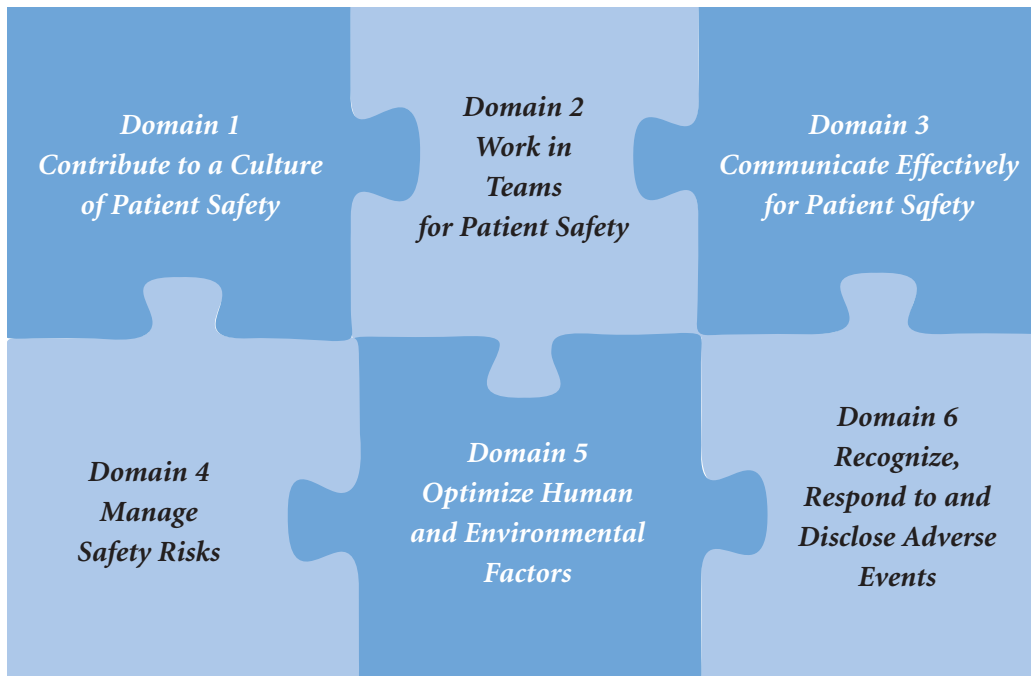 Domain 1
Contribute to a Culture
of Patient Safety
Domain 2
Work in
Teams
for Patient Safety
Domain 3
Communicate Effectively
for Patient Sqfety
Domain 4
Manage
Safety Risks
Domain 5
Optimize Human
and Environmental
Factors
Domain 6
Recognize,
Respond to and
Disclose Adverse
Events